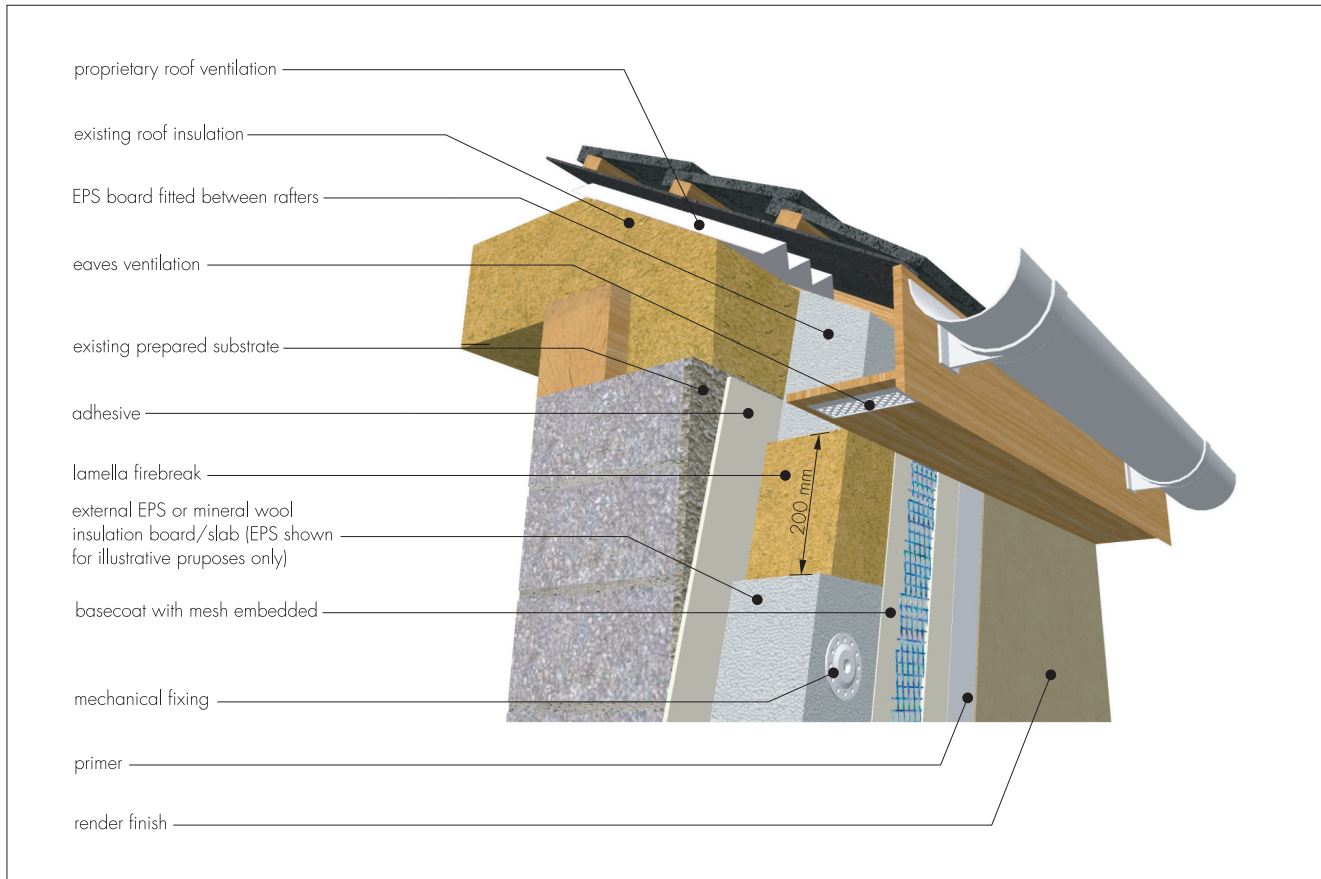 proprietary roof ventilation
existing roof insulation
EPS board fitted between rafters
eaves ventilation
existing prepared substrate
adhesive
lamella firebreak
200 mm
external EPS or mineral wool
insulation board/slab (EPS shown
for illustrative pruposes only)
basecoat with mesh embedded
mechanical fixing
primer
render finish